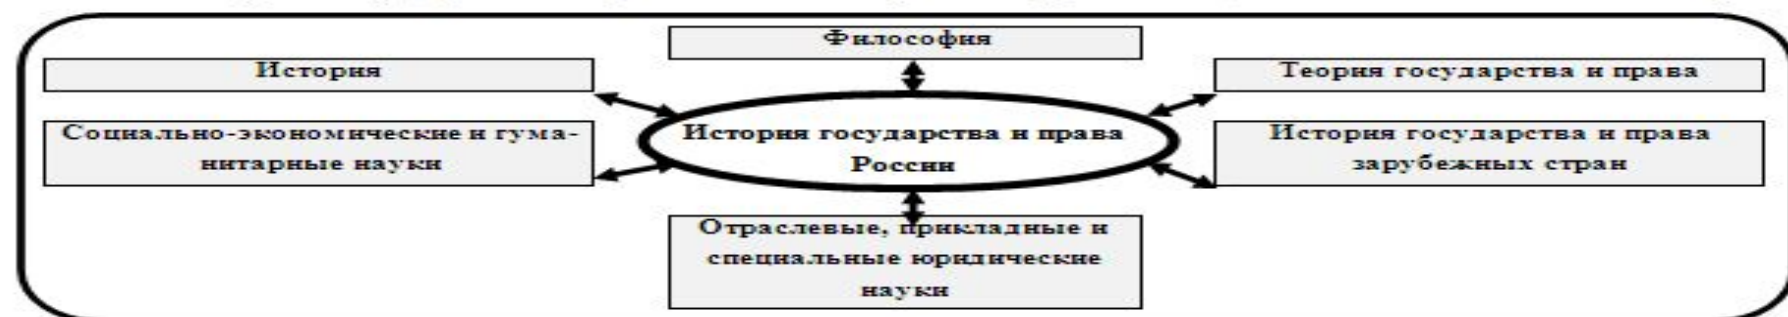 Философия
История
Теория государства и права
Социально-экономические и гума-
нитарные науки
История государства и права
России
История государства и права
зарубежных стран
Отраслевые, прикладные и
специальные юридические
науки